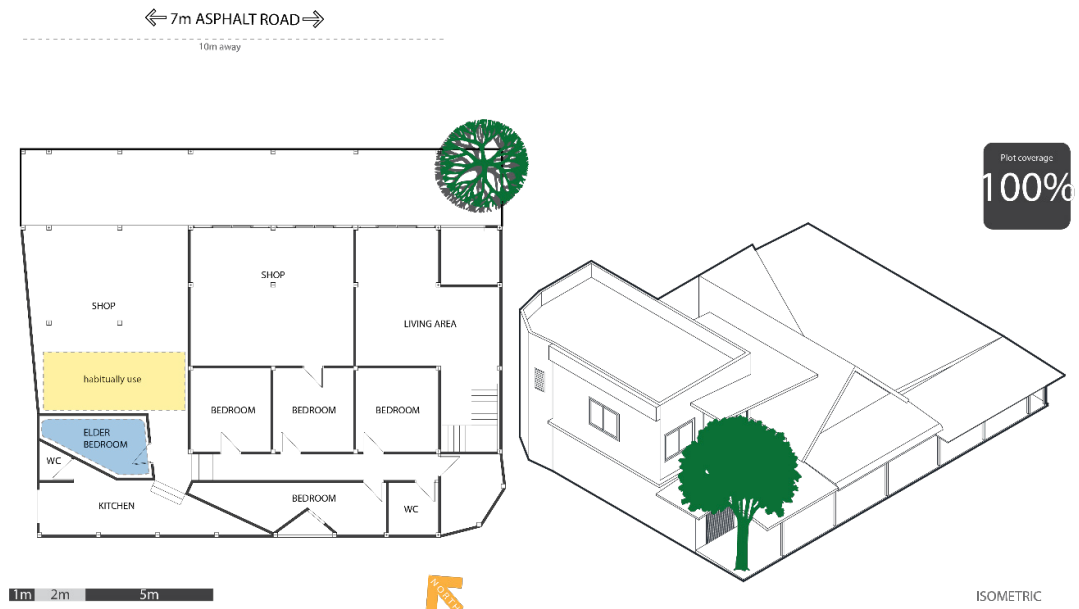 7m ASPHALT ROAD
10m away
Plot coverage
100%
SHOP
SHOP
LIVING AREA
habitually use
BEDROOM
BEDROOM
BEDROOM
ELDER
BEDROOM
WC
KITCHEN
BEDROOM
WC
1m
2m
5m
NORTH
ISOMETRIC